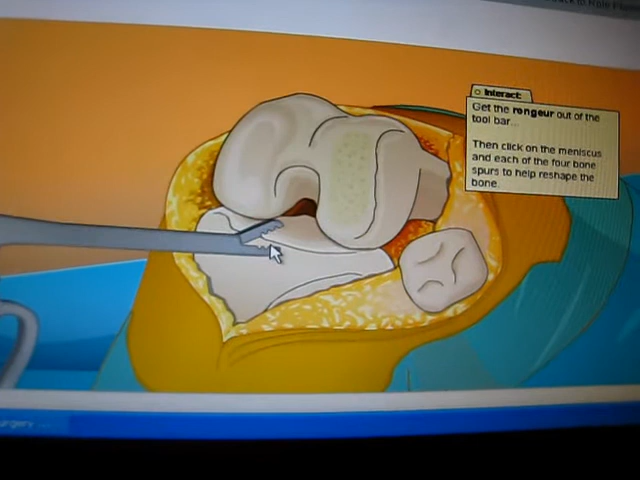 Interact:
Get the rongeur out of the
tool bar...
Then click on the meniscus
and each of the four bone
spurs to help reshape the
bone.